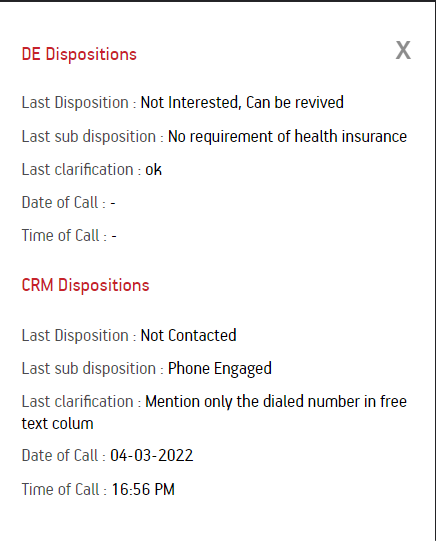 DE Dispositions X
Last Disposition : Not Interested, Can be revived
Last sub disposition : No requirement of health insurance
Last clarification : ok
Date of Call : -
Time of Call : -
CRM Dispositions
Last Disposition : Not Contacted
Last sub disposition : Phone Engaged
Last clarification : Mention only the dialed number in free
text colum
Date of Call : 04-03-2022
Time of Call : 16:56 PM